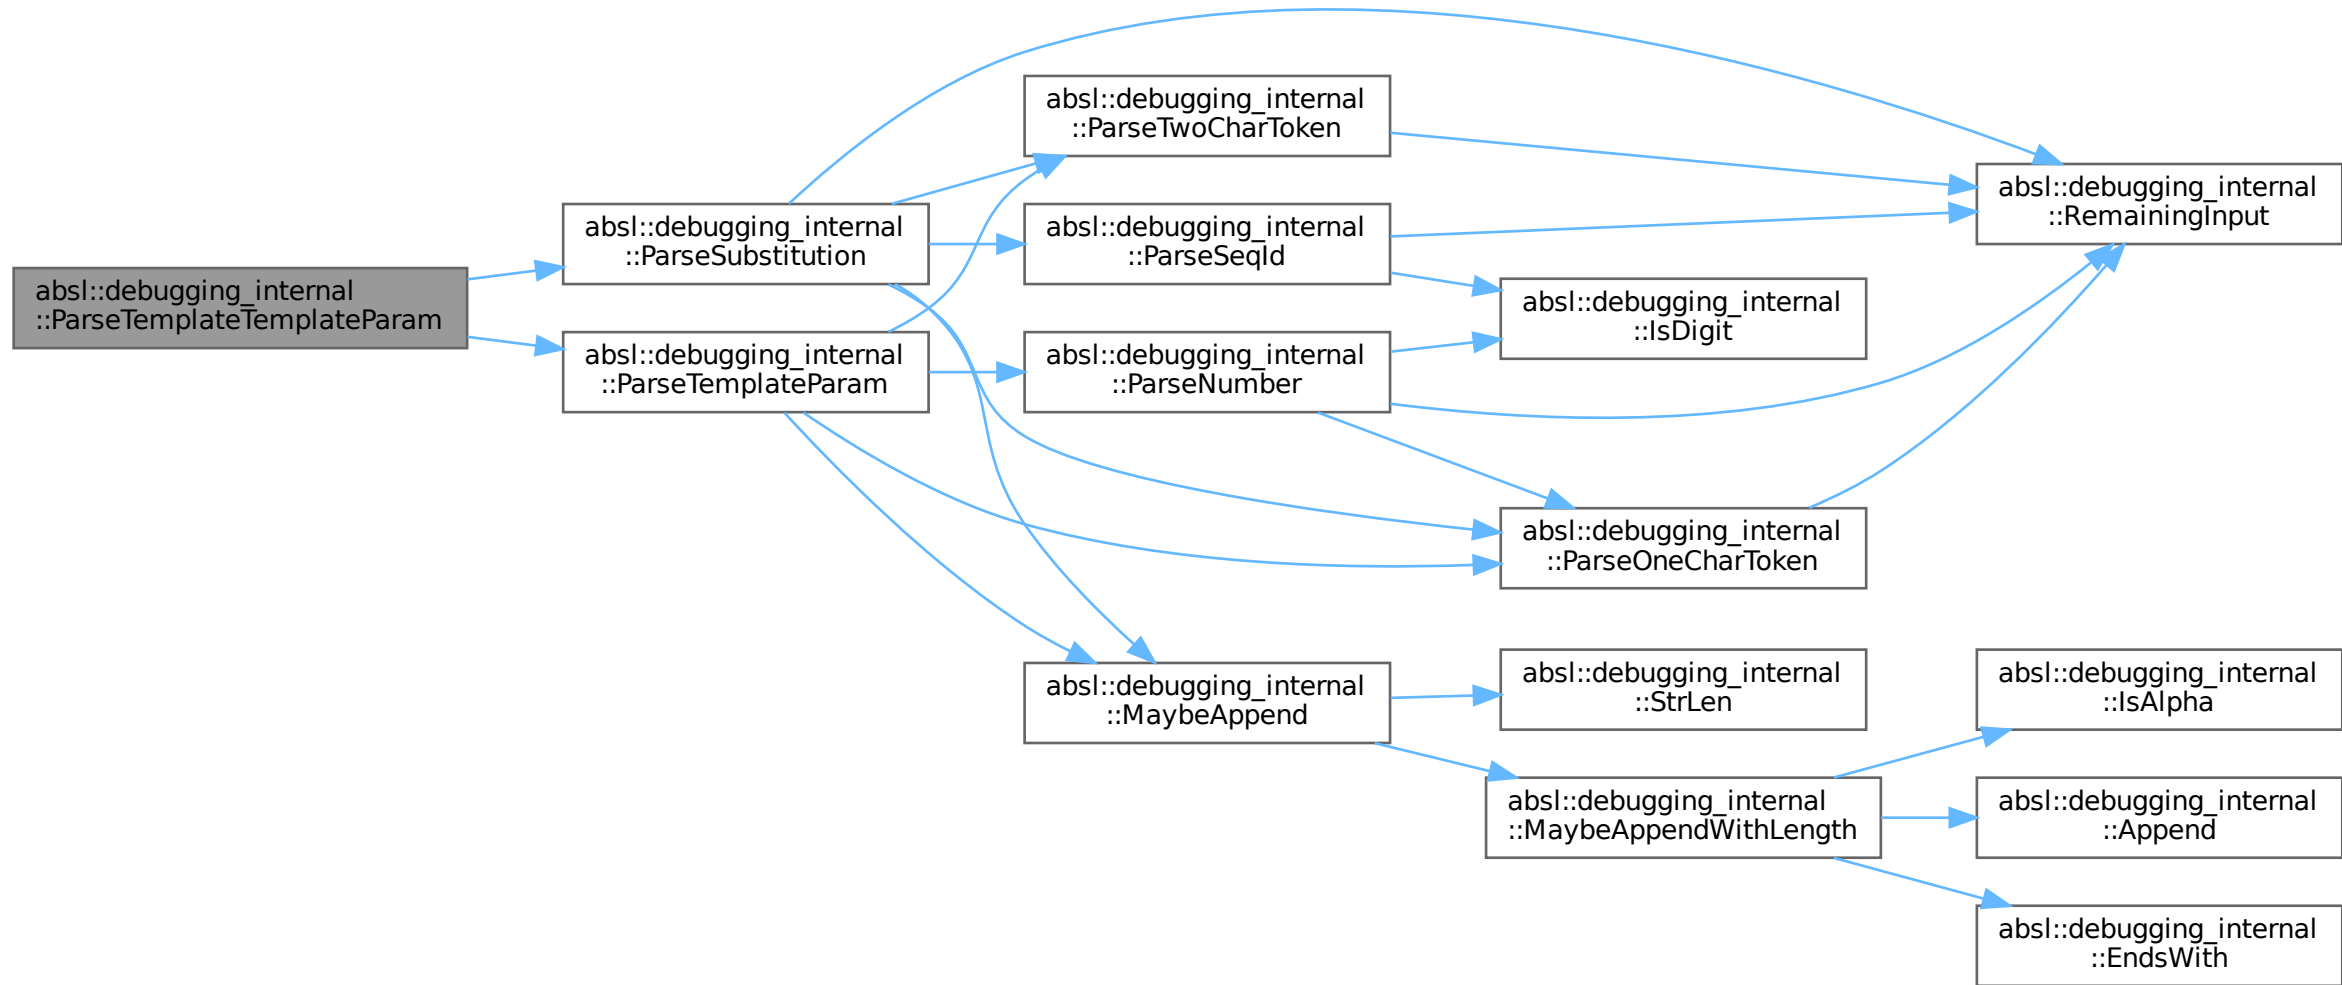 absl::debugging_internal
::ParseTemplateTemplateParam
absl::debugging_internal
::ParseSubstitution
absl::debugging_internal
::ParseTemplateParam
absl::debugging_internal
::ParseTwoCharToken
absl::debugging_internal
::ParseSeqId
absl::debugging_internal
::ParseNumber
absl::debugging_internal
::MaybeAppend
absl::debugging_internal
::IsDigit
absl::debugging_internal
::ParseOneCharToken
absl::debugging_internal
::StrLen
absl::debugging_internal
::MaybeAppendWithLength
absl::debugging_internal
::RemainingInput
absl::debugging_internal
::IsAlpha
absl::debugging_internal
::Append
absl::debugging_internal
::EndsWith